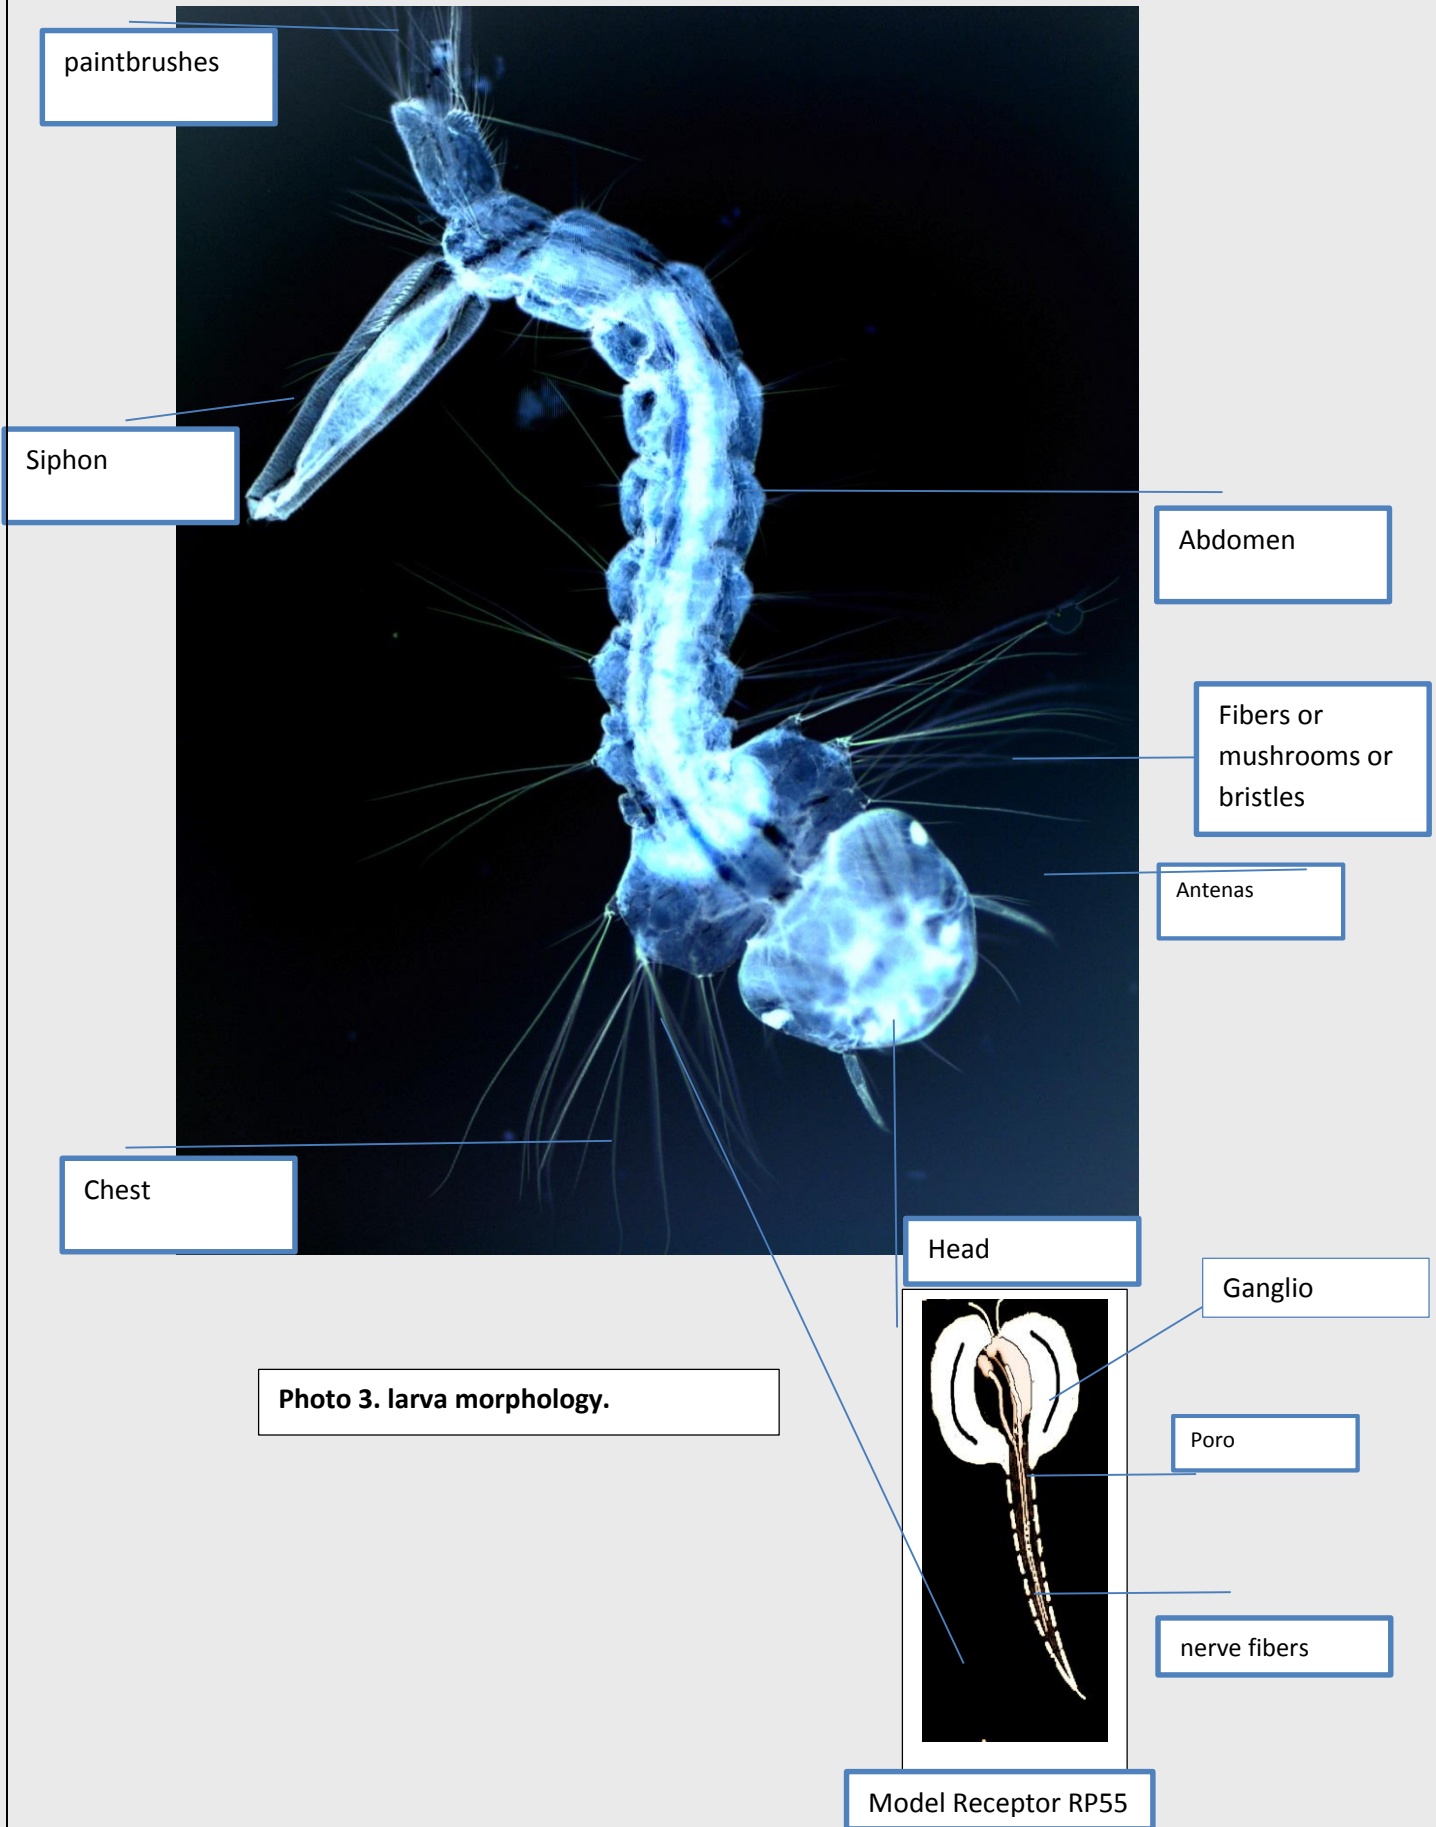 paintbrushes
Siphon
Abdomen
Fibers or
mushrooms or
bristles
Antenas
Chest
Head
Ganglio
Photo 3. larva morphology.
Poro
nerve fibers
Model Receptor RP55